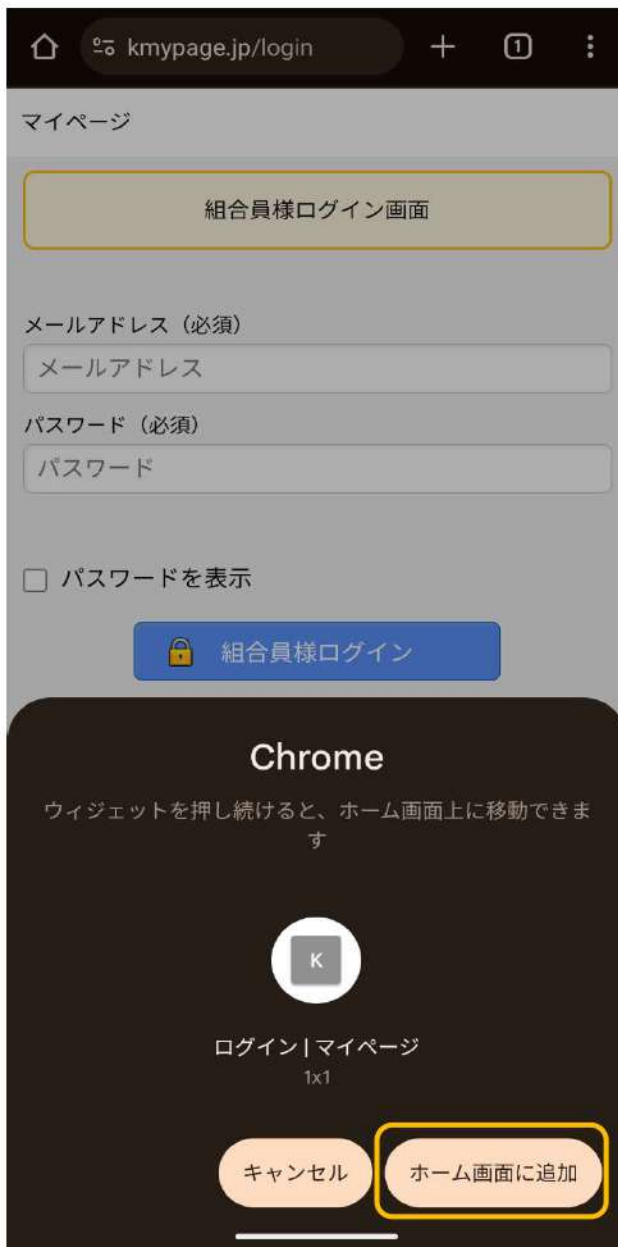 kmypage.jp/login
1
マイページ
組合員様ログイン画面
メールアドレス（必須）
メールアドレス
パスワード（必須）
パスワード
パスワードを表示
組合員様ログイン
Chrome
ウィジェットを押し続けると、ホーム画面上に移動できま
す
K
ログイン | マイページ
1x1
キャンセル
ホーム画面に追加